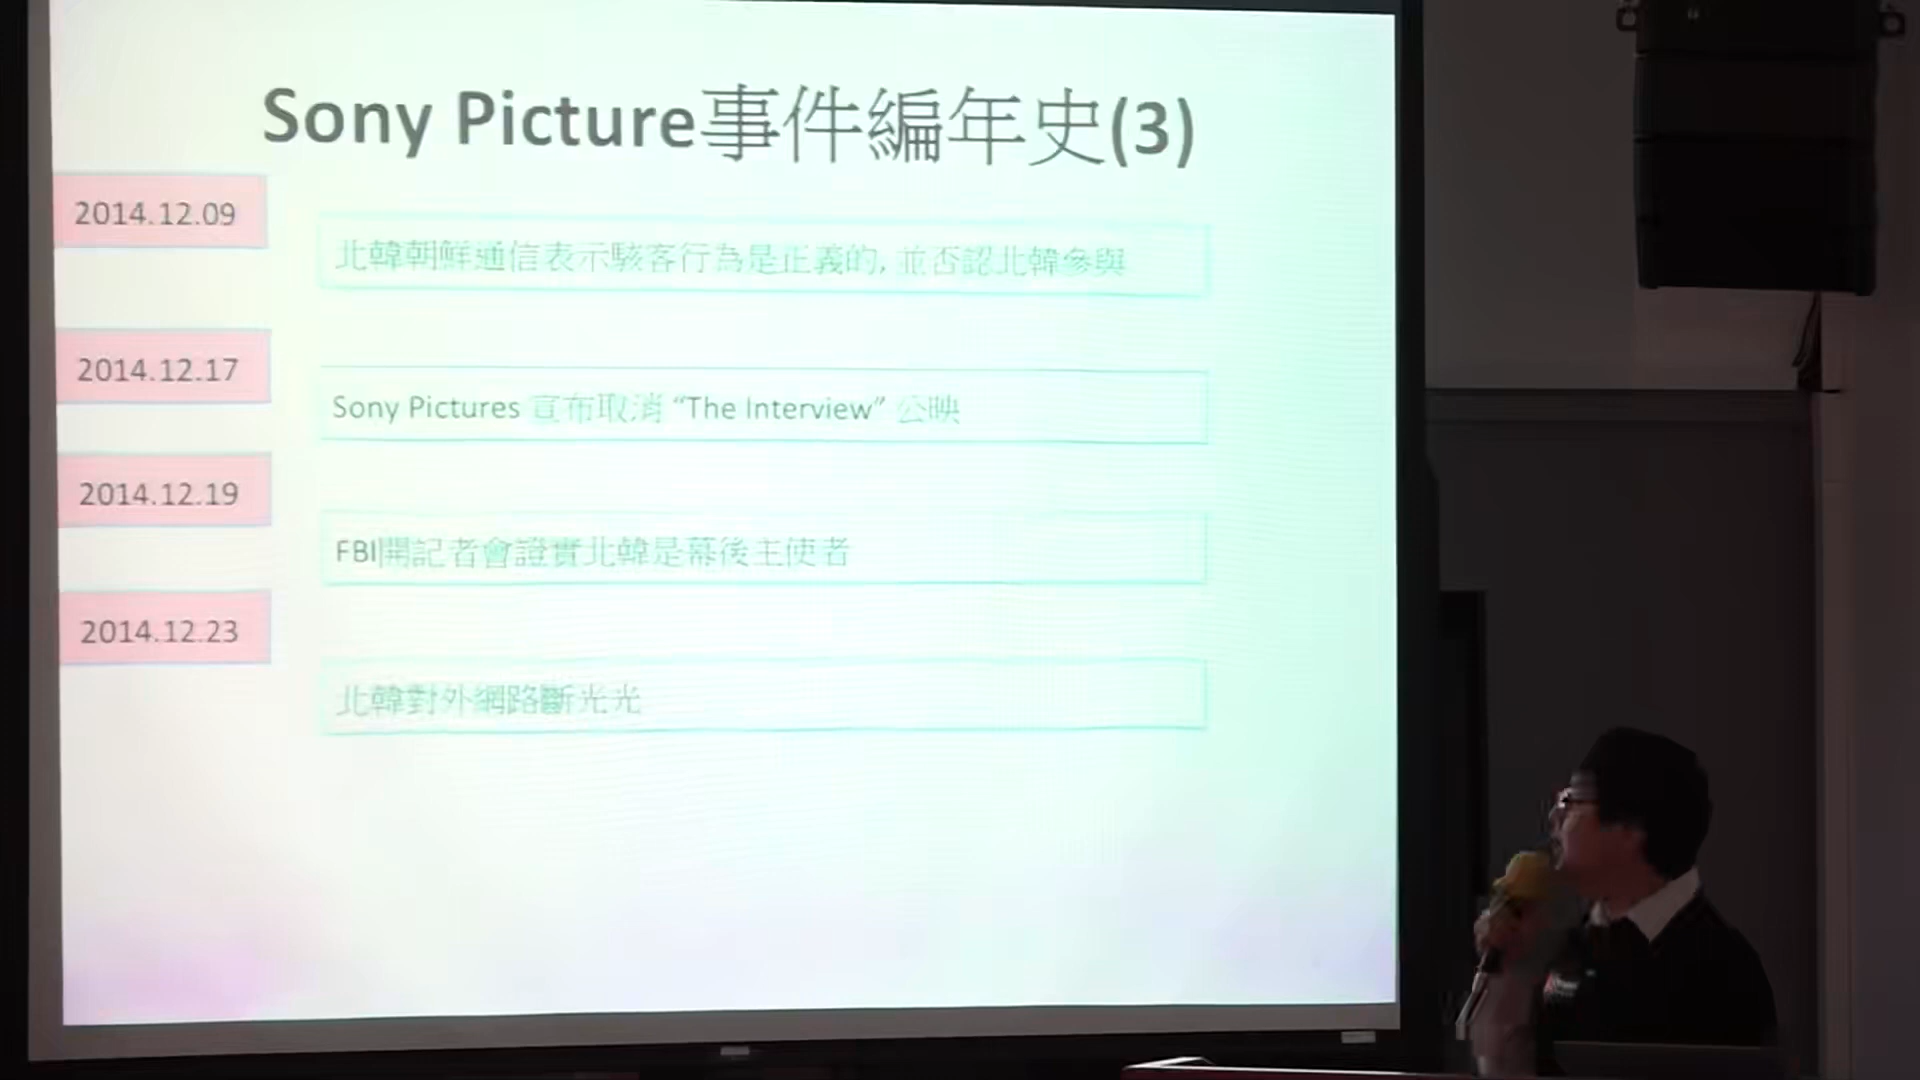 Sony Picture事件編年史(3)
2014.12.09
北韓朝鮮通信表示駭客行為是正義的, 並否認北韓參與
2014.12.17
Sony Pictures 宣布取消 “The Interview” 公映
2014.12.19
FBI開記者會證實北韓是幕後主使者
2014.12.23
北韓對外網路斷光光